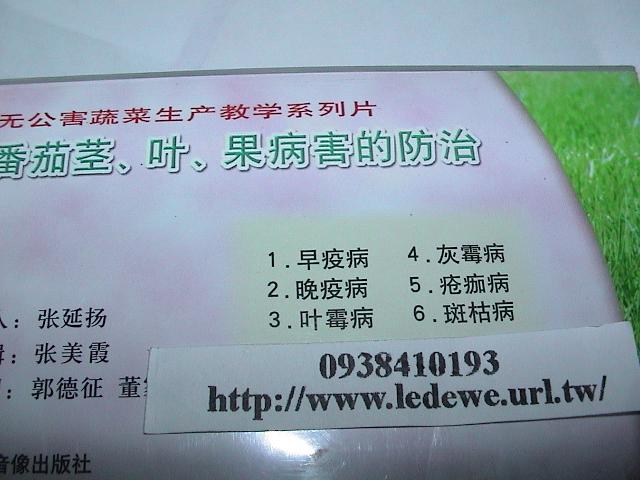 无公害蔬菜生产教学系列片
番茄茎、叶、果病害的防治
1.早疫病 4.灰霉病
2.晚疫病 5.疮痂病
3.叶霉病 6.斑枯病
人：张延扬
辑：张美霞
：郭德征 董
0938410193
http://www.ledewe.url.tw/
音像出版社